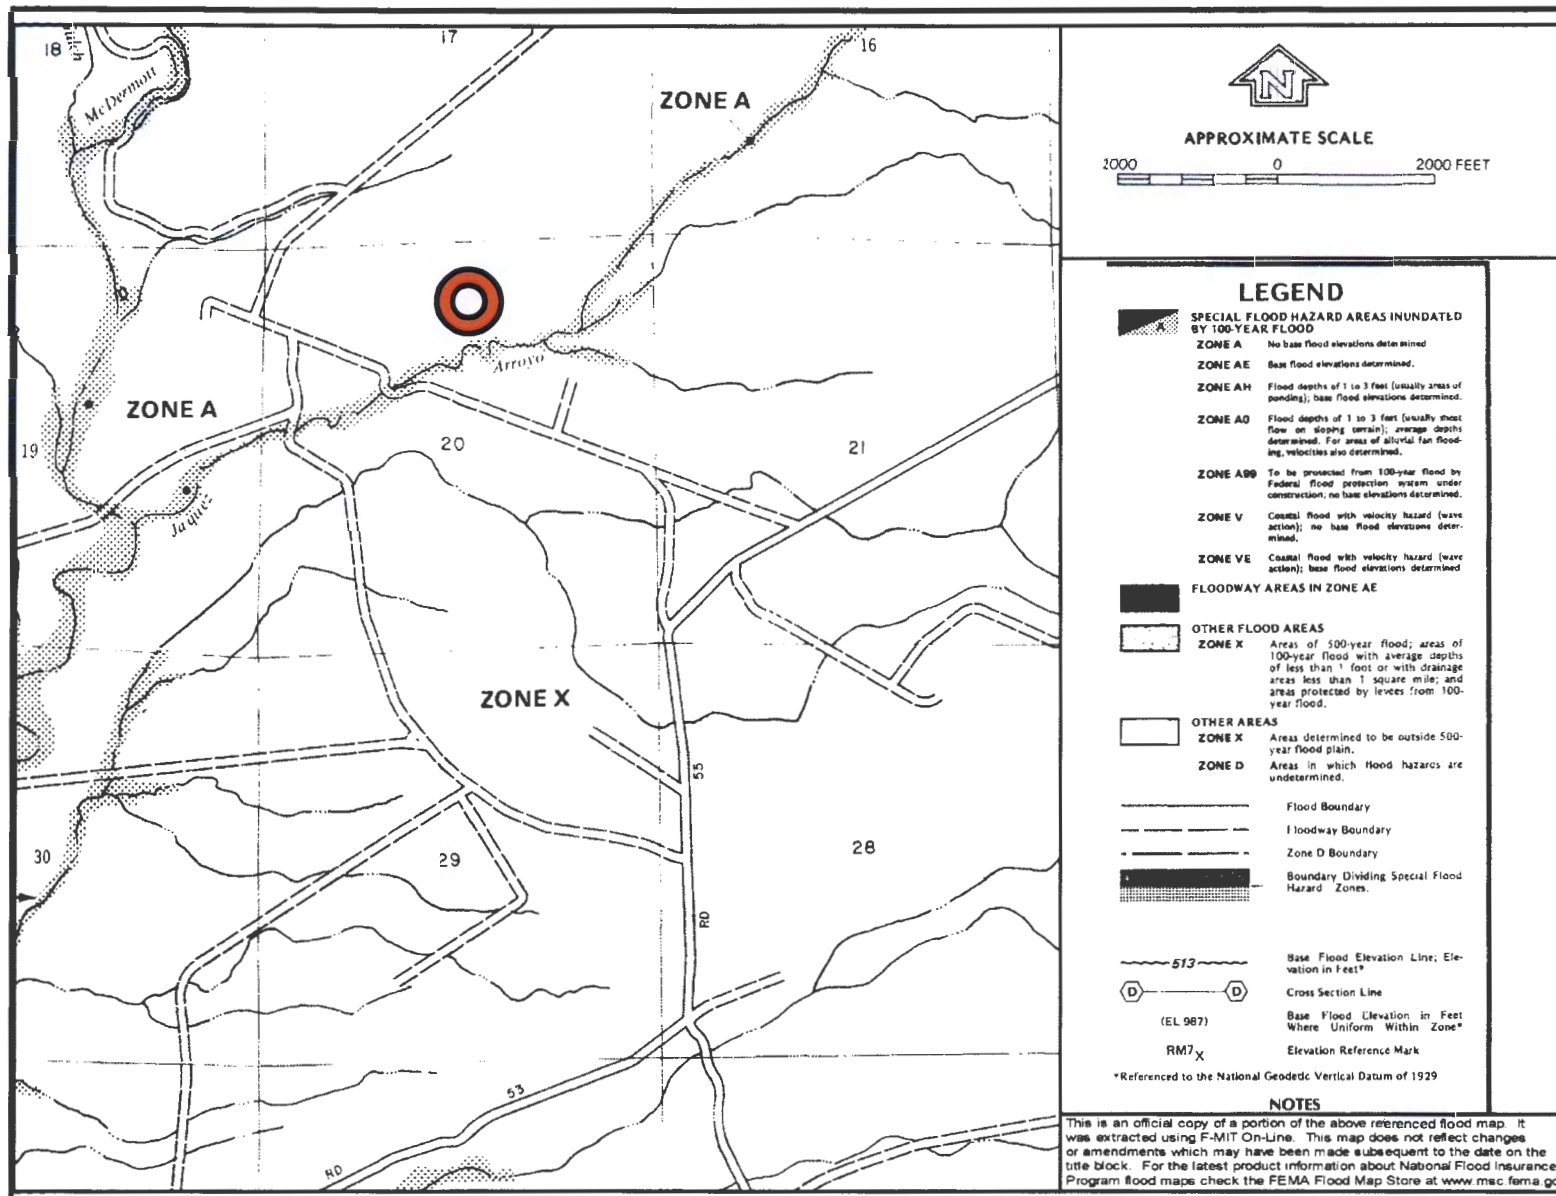 18
17
16
Gulch
McDermott
ZONE A
Arroyo
ZONE A
19
20
21
Jaquez
ZONE X
55
30
29
28
RD
53
RD
N
APPROXIMATE SCALE
2000 0 2000 FEET
LEGEND
SPECIAL FLOOD HAZARD AREAS INUNDATED
BY 100-YEAR FLOOD
ZONE A No base flood elevations determined
ZONE AE Base flood elevations determined.
ZONE AH Flood depths of 1 to 3 feet (usually areas of
ponding); base flood elevations determined.
ZONE AO Flood depths of 1 to 3 feet (usually sheet
flow on sloping terrain); average depths
determined. For areas of alluvial fan flood-
ing, velocities also determined.
ZONE A99 To be protected from 100-year flood by
Federal flood protection system under
construction; no base elevations determined.
ZONE V Coastal flood with velocity hazard (wave
action); no base flood elevations deter-
mined.
ZONE VE Coastal flood with velocity hazard (wave
action); base flood elevations determined
FLOODWAY AREAS IN ZONE AE
OTHER FLOOD AREAS
ZONE X Areas of 500-year flood; areas of
100-year flood with average depths
of less than 1 foot or with drainage
areas less than 1 square mile; and
areas protected by levees from 100-
year flood.
OTHER AREAS
ZONE X Areas determined to be outside 500-
year flood plain.
ZONE D Areas in which flood hazards are
undetermined.
Flood Boundary
Floodway Boundary
Zone D Boundary
Boundary Dividing Special Flood
Hazard Zones.
513 Base Flood Elevation Line; Ele-
vation in Feet*
D D Cross Section Line
(EL 987) Base Flood Elevation in Feet
Where Uniform Within Zone*
RM7X Elevation Reference Mark
*Referenced to the National Geodetic Vertical Datum of 1929
NOTES
This is an official copy of a portion of the above referenced flood map. It
was extracted using F-MIT On-Line. This map does not reflect changes
or amendments which may have been made subsequent to the date on the
title block. For the latest product information about National Flood Insurance
Program flood maps check the FEMA Flood Map Store at www.msc.fema.go